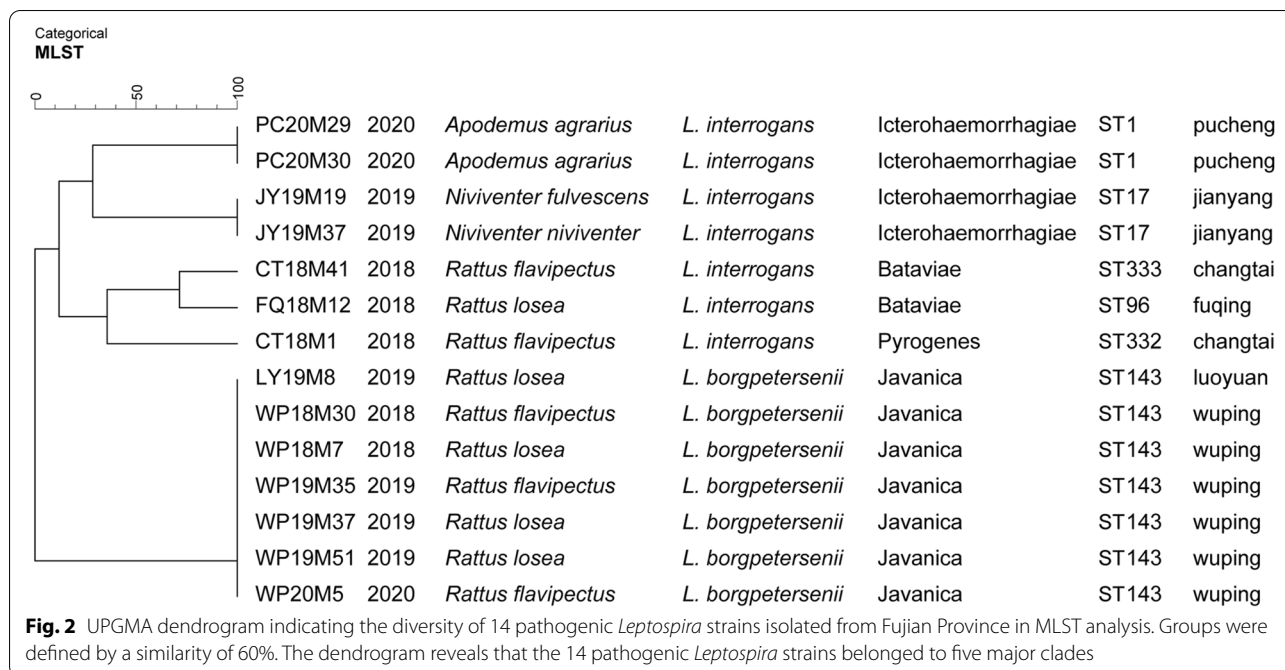 Categorical
MLST
0 50 100
PC20M29 2020 Apodemus agrarius L. interrogans Icterohaemorrhagiae ST1 pucheng
PC20M30 2020 Apodemus agrarius L. interrogans Icterohaemorrhagiae ST1 pucheng
JY19M19 2019 Niviventer fulvescens L. interrogans Icterohaemorrhagiae ST17 jianyang
JY19M37 2019 Niviventer niviventer L. interrogans Icterohaemorrhagiae ST17 jianyang
CT18M41 2018 Rattus flavipectus L. interrogans Bataviae ST333 changtai
FQ18M12 2018 Rattus losea L. interrogans Bataviae ST96 fuqing
CT18M1 2018 Rattus flavipectus L. interrogans Pyrogenes ST332 changtai
LY19M8 2019 Rattus losea L. borgpetersenii Javanica ST143 luoyuan
WP18M30 2018 Rattus flavipectus L. borgpetersenii Javanica ST143 wuping
WP18M7 2018 Rattus losea L. borgpetersenii Javanica ST143 wuping
WP19M35 2019 Rattus flavipectus L. borgpetersenii Javanica ST143 wuping
WP19M37 2019 Rattus losea L. borgpetersenii Javanica ST143 wuping
WP19M51 2019 Rattus losea L. borgpetersenii Javanica ST143 wuping
WP20M5 2020 Rattus flavipectus L. borgpetersenii Javanica ST143 wuping
Fig. 2 UPGMA dendrogram indicating the diversity of 14 pathogenic Leptospira strains isolated from Fujian Province in MLST analysis. Groups were
defined by a similarity of 60%. The dendrogram reveals that the 14 pathogenic Leptospira strains belonged to five major clades